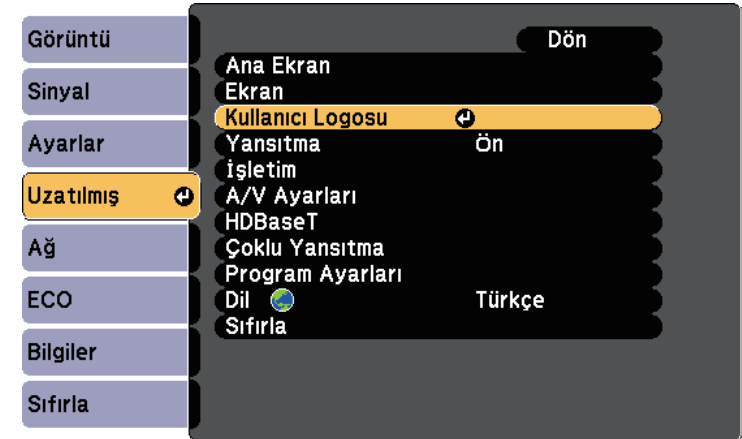 Görüntü
Sinyal
Ayarlar
Uzatılmış
Ağ
ECO
Bilgiler
Sıfırla
Dön
Ana Ekran
Ekran
Kullanıcı Logosu
Yansıtma Ön
İşletim
A/V Ayarları
HDBaseT
Çoklu Yansıtma
Program Ayarları
Dil Türkçe
Sıfırla